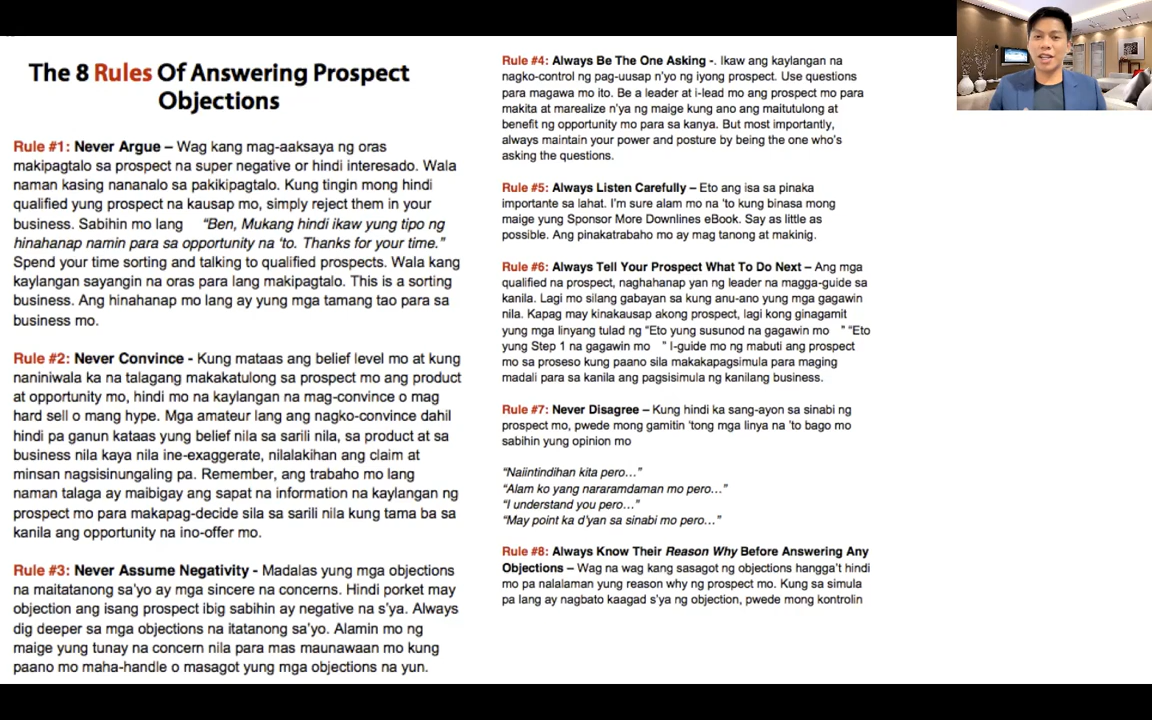 The 8 Rules Of Answering Prospect
Objections
Rule #1: Never Argue – Wag kang mag-aaksaya ng oras
makipagtalo sa prospect na super negative or hindi interesado. Wala
naman kasing nananalo sa pakikipagtalo. Kung tingin mong hindi
qualified yung prospect na kausap mo, simply reject them in your
business. Sabihin mo lang “Ben, Mukang hindi ikaw yung tipo ng
hinahanap namin para sa opportunity na ‘to. Thanks for your time.”
Spend your time sorting and talking to qualified prospects. Wala kang
kaylangan sayangin na oras para lang makipagtalo. This is a sorting
business. Ang hinahanap mo lang ay yung mga tamang tao para sa
business mo.
Rule #2: Never Convince - Kung mataas ang belief level mo at kung
naniniwala ka na talagang makakatulong sa prospect mo ang product
at opportunity mo, hindi mo na kaylangan na mag-convince o mag
hard sell o mang hype. Mga amateur lang ang nagko-convince dahil
hindi pa ganun kataas yung belief nila sa sarili nila, sa product at sa
business nila kaya nila ine-exaggerate, nilalakihan ang claim at
minsan nagsisinungaling pa. Remember, ang trabaho mo lang
naman talaga ay maibigay ang sapat na information na kaylangan ng
prospect mo para makapag-decide sila sa sarili nila kung tama ba sa
kanila ang opportunity na ino-offer mo.
Rule #3: Never Assume Negativity - Madalas yung mga objections
na maitatanong sa’yo ay mga sincere na concerns. Hindi porket may
objection ang isang prospect ibig sabihin ay negative na s’ya. Always
dig deeper sa mga objections na itatanong sa’yo. Alamin mo ng
maige yung tunay na concern nila para mas maunawaan mo kung
paano mo maha-handle o masagot yung mga objections na yun.
Rule #4: Always Be The One Asking -. Ikaw ang kaylangan na
nagko-control ng pag-uusap n’yo ng iyong prospect. Use questions
para magawa mo ito. Be a leader at i-lead mo ang prospect mo para
makita at marealize n’ya ng maige kung ano ang maitutulong at
benefit ng opportunity mo para sa kanya. But most importantly,
always maintain your power and posture by being the one who’s
asking the questions.
Rule #5: Always Listen Carefully – Eto ang isa sa pinaka
importante sa lahat. I’m sure alam mo na ‘to kung binasa mong
maige yung Sponsor More Downlines eBook. Say as little as
possible. Ang pinakatrabaho mo ay mag tanong at makinig.
Rule #6: Always Tell Your Prospect What To Do Next – Ang mga
qualified na prospect, naghahanap yan ng leader na magga-guide sa
kanila. Lagi mo silang gabayan sa kung anu-ano yung mga gagawin
nila. Kapag may kinakausap akong prospect, lagi kong ginagamit
yung mga linyang tulad ng “Eto yung susunod na gagawin mo ” “Eto
yung Step 1 na gagawin mo ” I-guide mo ng mabuti ang prospect
mo sa proseso kung paano sila makakapagsimula para maging
madali para sa kanila ang pagsisimula ng kanilang business.
Rule #7: Never Disagree – Kung hindi ka sang-ayon sa sinabi ng
prospect mo, pwede mong gamitin ‘tong mga linya na ’to bago mo
sabihin yung opinion mo
“Naiintindihan kita pero…”
“Alam ko yang nararamdaman mo pero…”
“I understand you pero…”
“May point ka d’yan sa sinabi mo pero…”
Rule #8: Always Know Their Reason Why Before Answering Any
Objections – Wag na wag kang sasagot ng objections hangga’t hindi
mo pa nalalaman yung reason why ng prospect mo. Kung sa simula
pa lang ay nagbato kaagad s’ya ng objection, pwede mong kontrolin